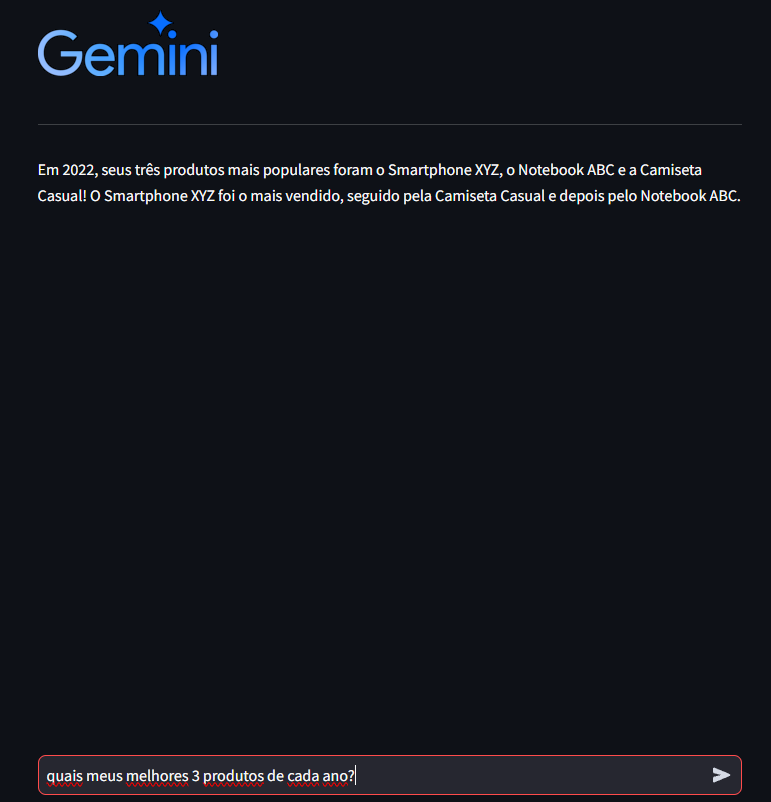 Gemini
Em 2022, seus três produtos mais populares foram o Smartphone XYZ, o Notebook ABC e a Camiseta
Casual! O Smartphone XYZ foi o mais vendido, seguido pela Camiseta Casual e depois pelo Notebook ABC.
quais meus melhores 3 produtos de cada ano?